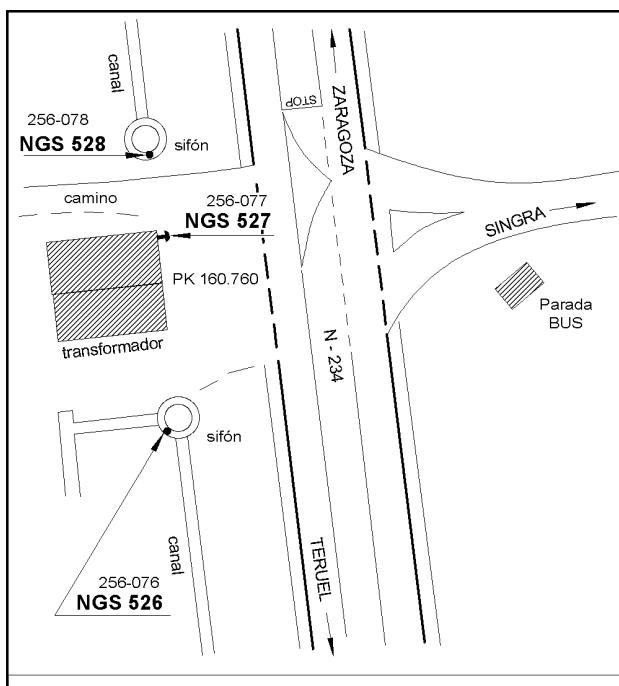 canal
ZARAGOZA
STOP
256-078
NGS 528
sifón
camino
256-077
NGS 527
SINGRA
PK 160.760
Parada
BUS
transformador
N - 234
sifón
canal
TERUEL
256-076
NGS 526